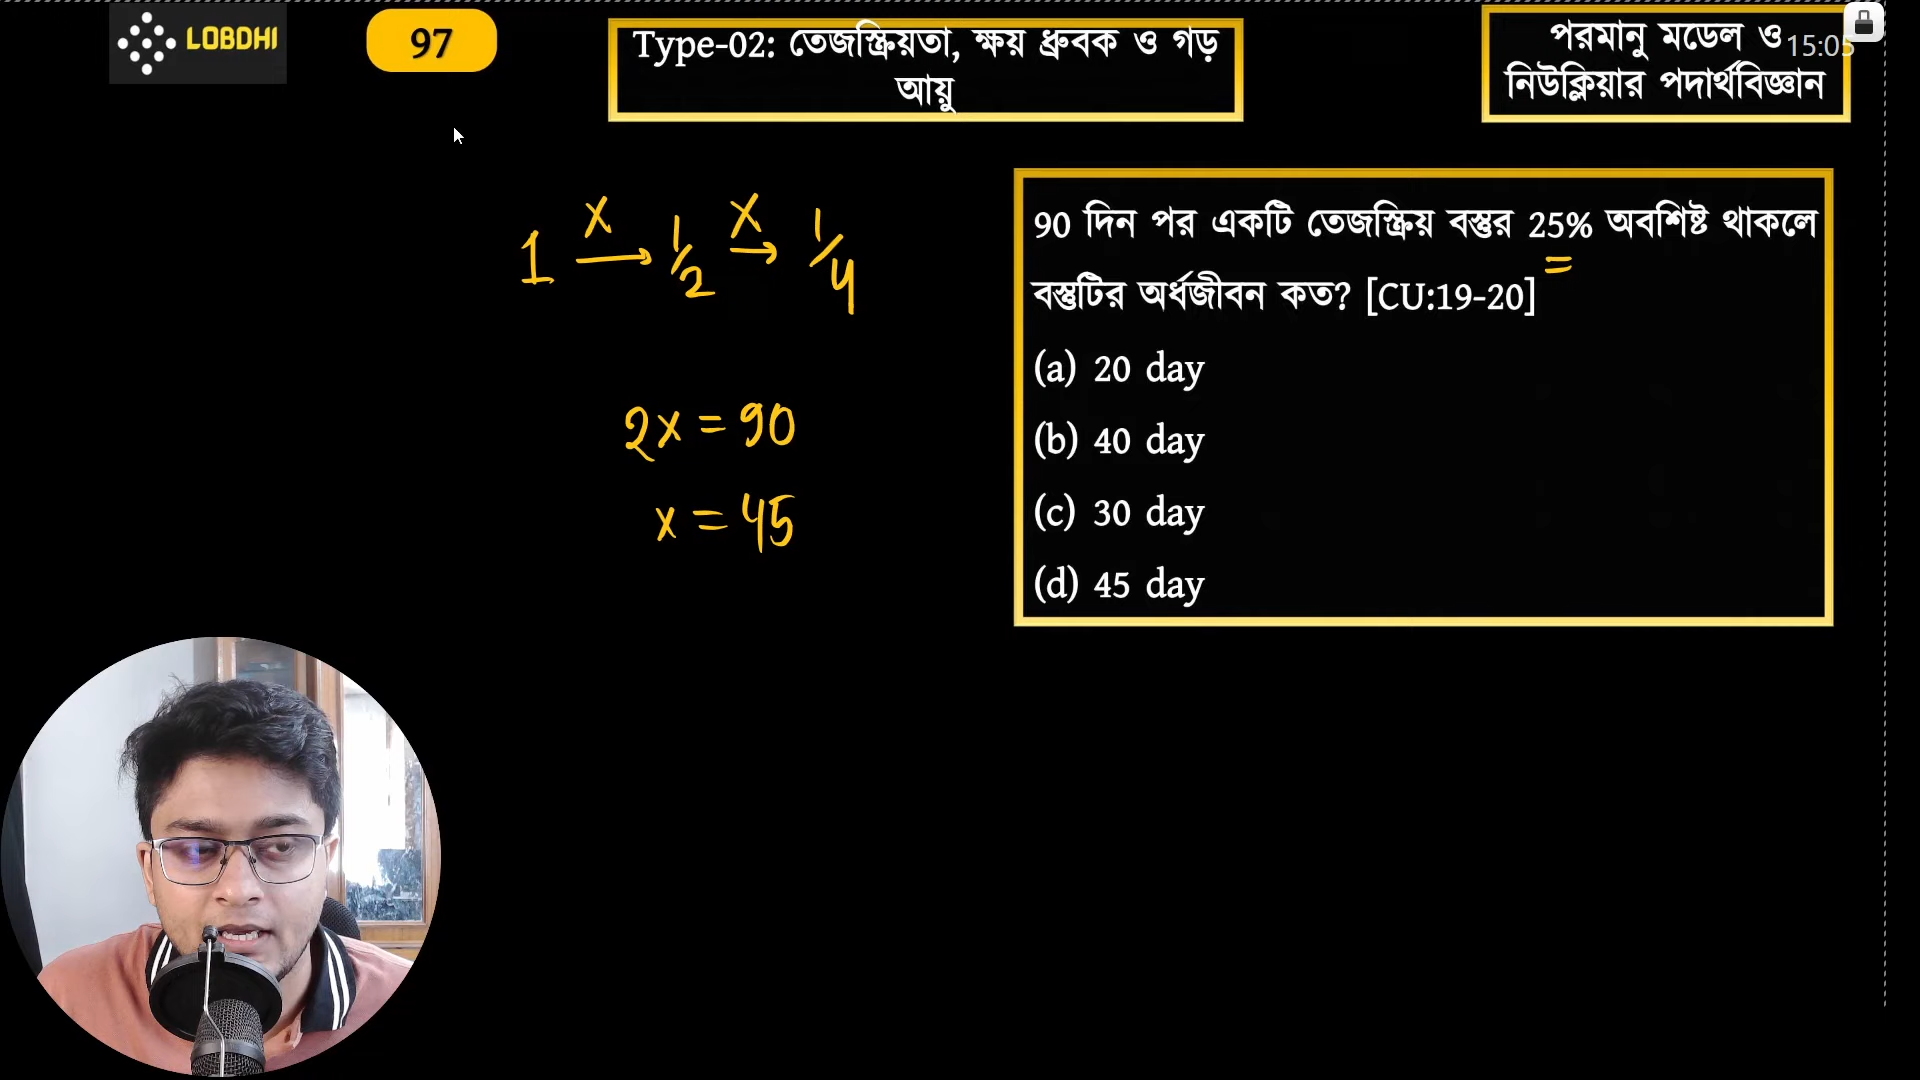 LOBDHI
97
Type-02: তেজস্ক্রিয়তা, ক্ষয় ধ্রুবক ও গড়
আয়ু
পরমানু মডেল ও
নিউক্লিয়ার পদার্থবিজ্ঞান
15:05
1 x→ 1/2 x→ 1/4
2x = 90
x = 45
90 দিন পর একটি তেজস্ক্রিয় বস্তুর 25% অবশিষ্ট থাকলে
বস্তুটির অর্ধজীবন কত? [CU:19-20]
(a) 20 day
(b) 40 day
(c) 30 day
(d) 45 day